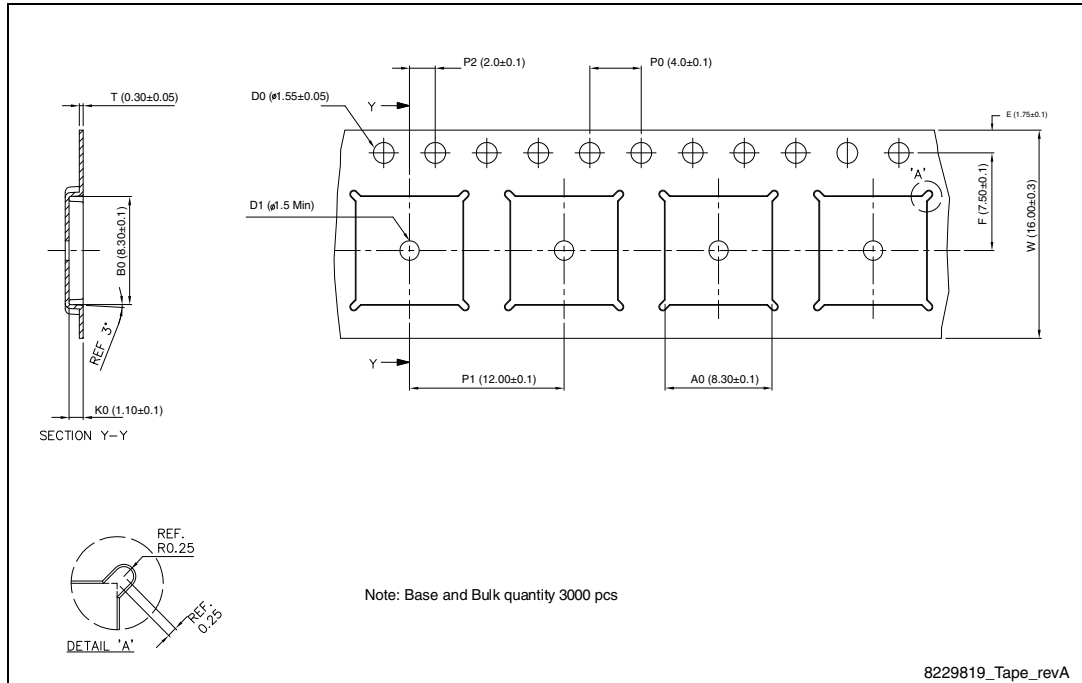 P2 (2.0±0.1)
P0 (4.0±0.1)
T (0.30±0.05)
D0 (ø1.55±0.05)
Y
E (1.75±0.1)
'A'
D1 (ø1.5 Min)
F (7.50±0.1)
W (16.00±0.3)
B0 (8.30±0.1)
REF 3°
Y
P1 (12.00±0.1)
A0 (8.30±0.1)
K0 (1.10±0.1)
SECTION Y-Y
REF.
R0.25
REF.
0.25
DETAIL 'A'
Note: Base and Bulk quantity 3000 pcs
8229819_Tape_revA